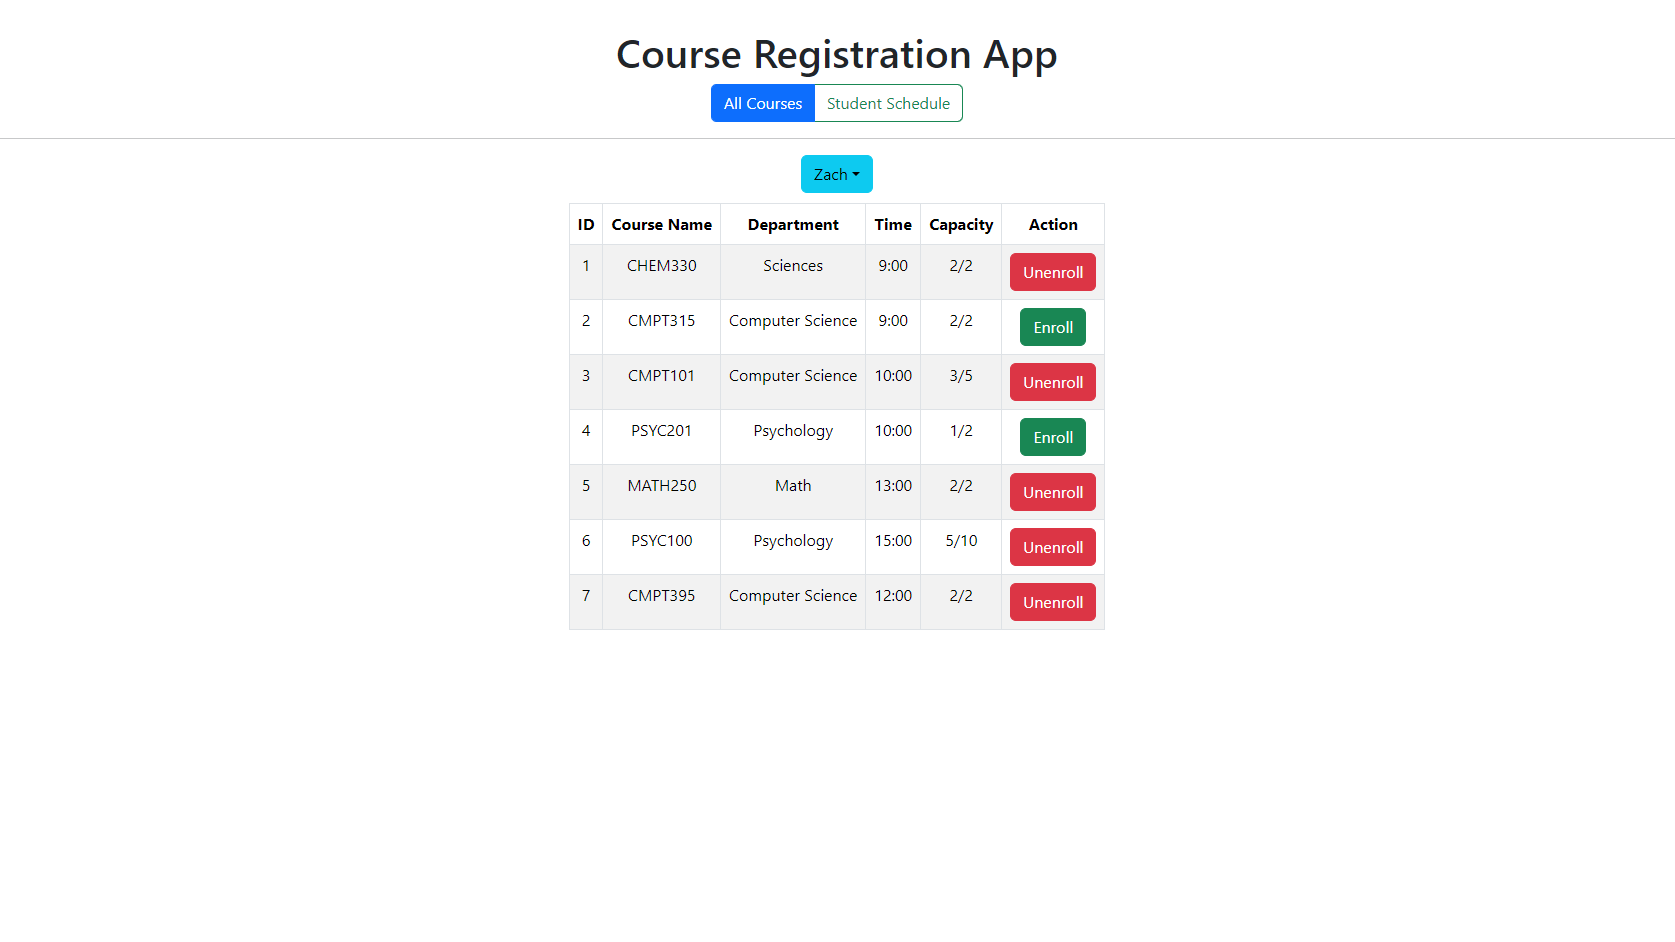 Course Registration App
All Courses Student Schedule
Zach
ID Course Name Department Time Capacity Action
1 CHEM330 Sciences 9:00 2/2 Unenroll
2 CMPT315 Computer Science 9:00 2/2 Enroll
3 CMPT101 Computer Science 10:00 3/5 Unenroll
4 PSYC201 Psychology 10:00 1/2 Enroll
5 MATH250 Math 13:00 2/2 Unenroll
6 PSYC100 Psychology 15:00 5/10 Unenroll
7 CMPT395 Computer Science 12:00 2/2 Unenroll